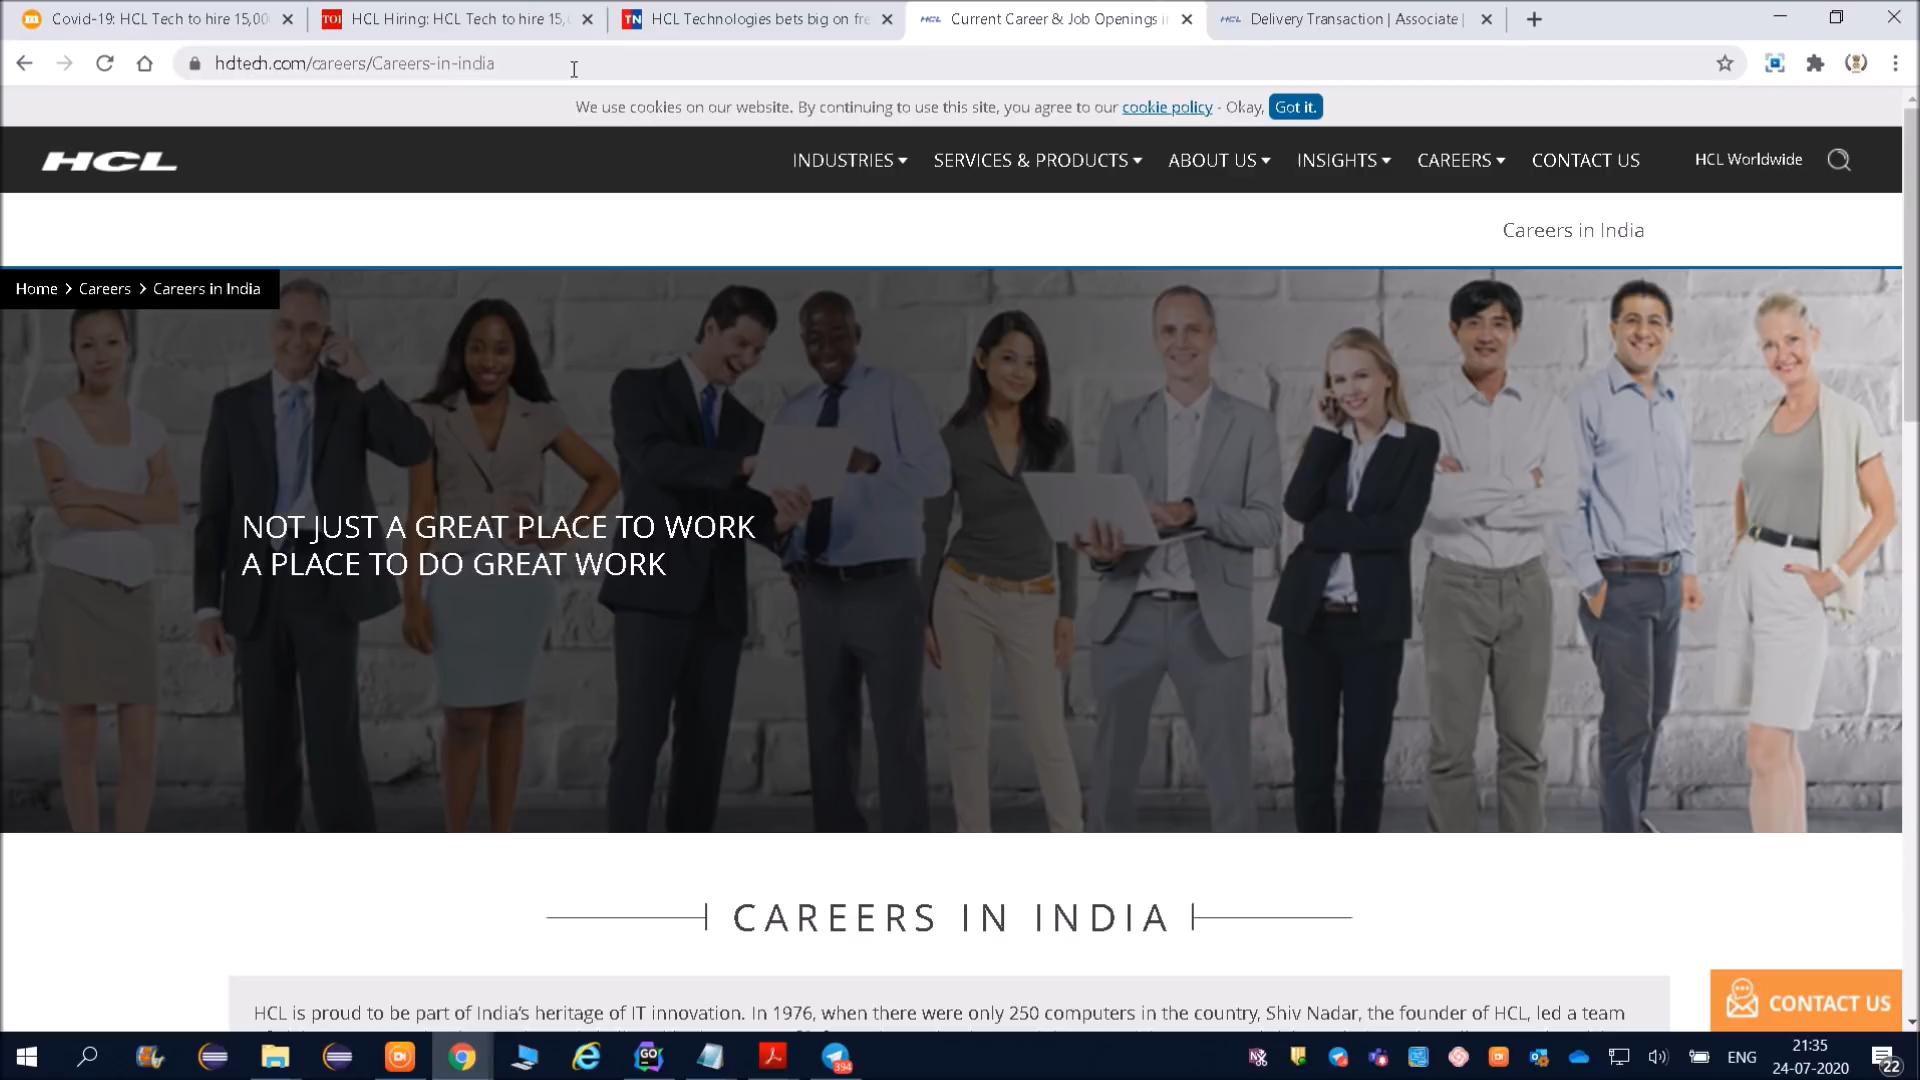 Covid-19: HCL Tech to hire 15,00
HCL Hiring: HCL Tech to hire 15,
HCL Technologies bets big on fre
Current Career & Job Openings i
Delivery Transaction | Associate |
hcltech.com/careers/Careers-in-india
We use cookies on our website. By continuing to use this site, you agree to our cookie policy - Okay, Got it.
HCL
INDUSTRIES
SERVICES & PRODUCTS
ABOUT US
INSIGHTS
CAREERS
CONTACT US
HCL Worldwide
Careers in India
Home > Careers > Careers in India
NOT JUST A GREAT PLACE TO WORK
A PLACE TO DO GREAT WORK
CAREERS IN INDIA
HCL is proud to be part of India's heritage of IT innovation. In 1976, when there were only 250 computers in the country, Shiv Nadar, the founder of HCL, led a team
CONTACT US
394
ENG
21:35
24-07-2020
22